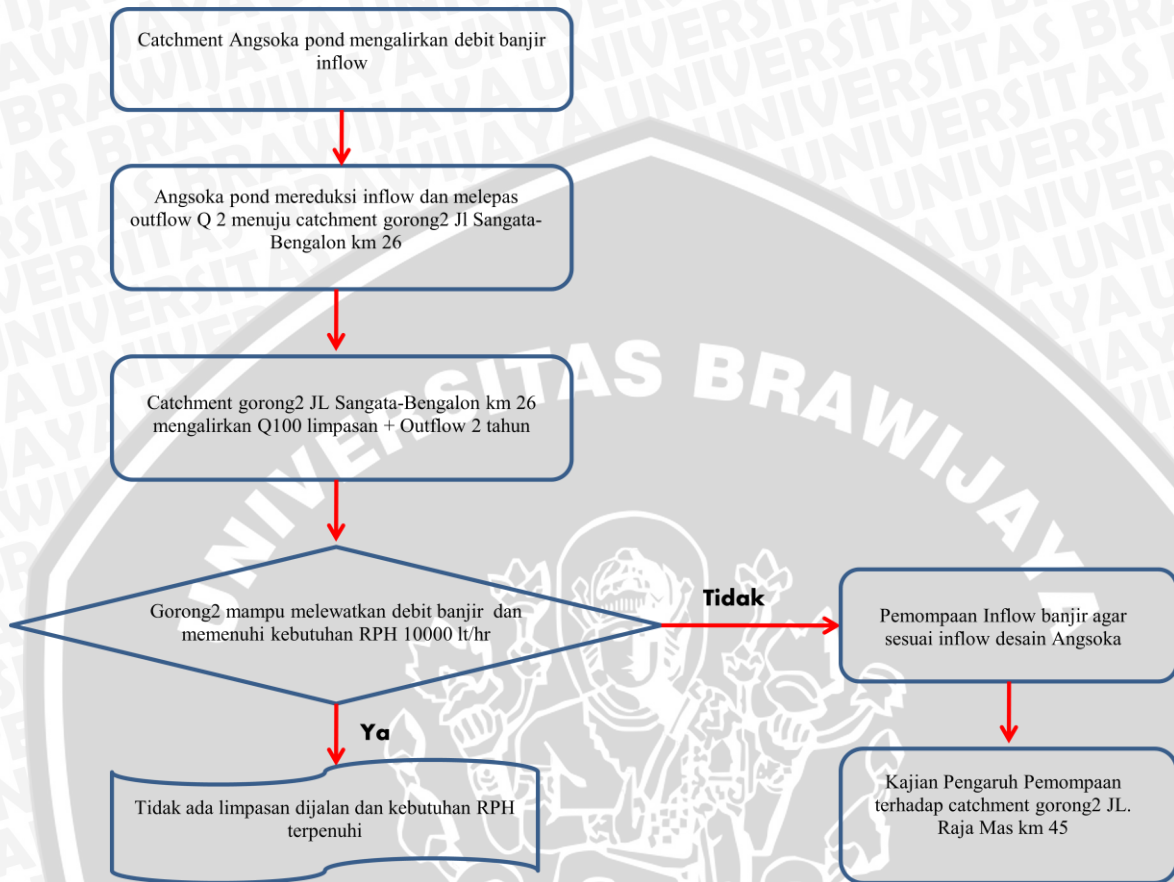 Catchment Angsoka pond mengalirkan debit banjir
inflow
Angsoka pond mereduksi inflow dan melepas
outflow Q 2 menuju catchment gorong2 Jl Sangata-
Bengalon km 26
Catchment gorong2 JL Sangata-Bengalon km 26
mengalirkan Q100 limpasan + Outflow 2 tahun
UNIVERSITAS BRAWIJAYA
Gorong2 mampu melewatkan debit banjir dan
memenuhi kebutuhan RPH 10000 lt/hr
Tidak
Pemompaan Inflow banjir agar
sesuai inflow desain Angsoka
Ya
Tidak ada limpasan dijalan dan kebutuhan RPH
terpenuhi
Kajian Pengaruh Pemompaan
terhadap catchment gorong2 JL.
Raja Mas km 45